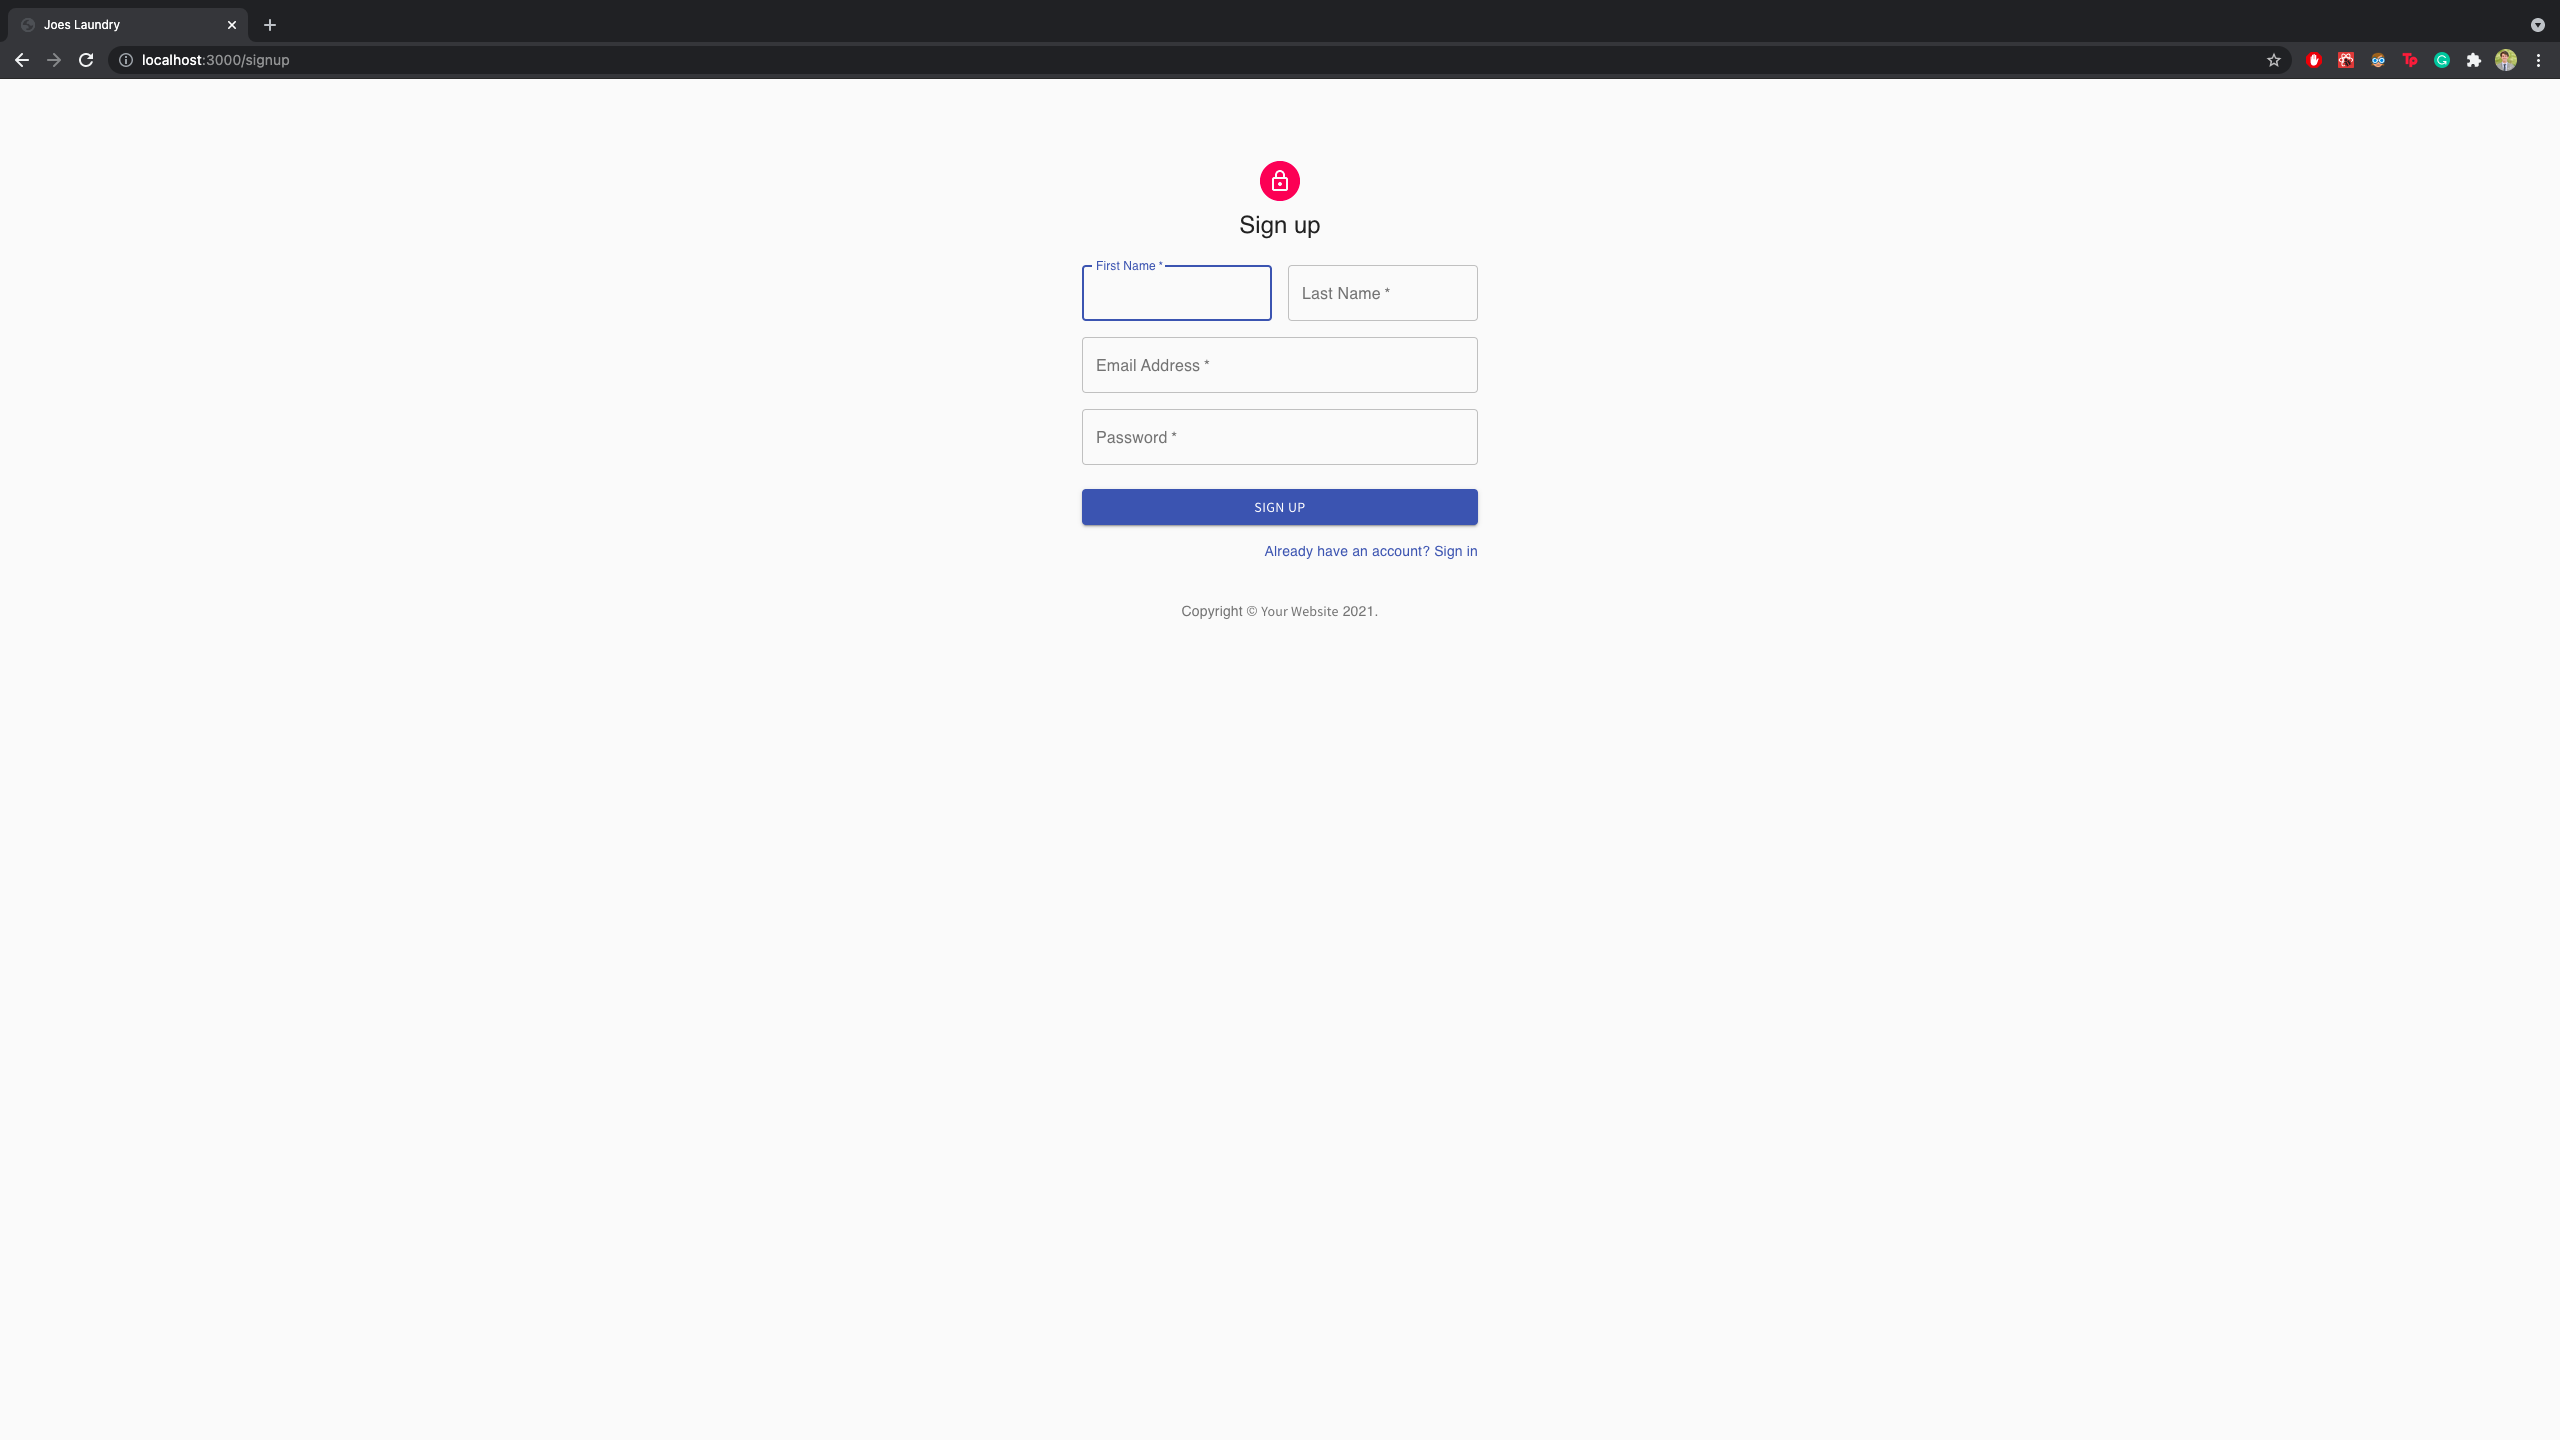 Joes Laundry
localhost:3000/signup
Tp
Sign up
First Name *
Last Name *
Email Address *
Password *
SIGN UP
Already have an account? Sign in
Copyright © Your Website 2021.